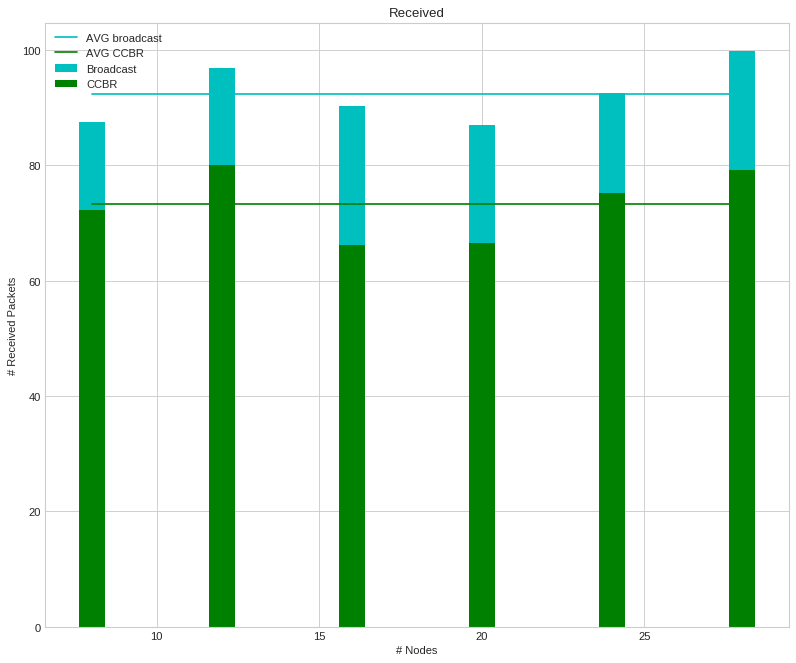 Received
AVG broadcast
AVG CCBR
Broadcast
CCBR
100
80
60
40
20
0
# Received Packets
10
15
20
25
# Nodes